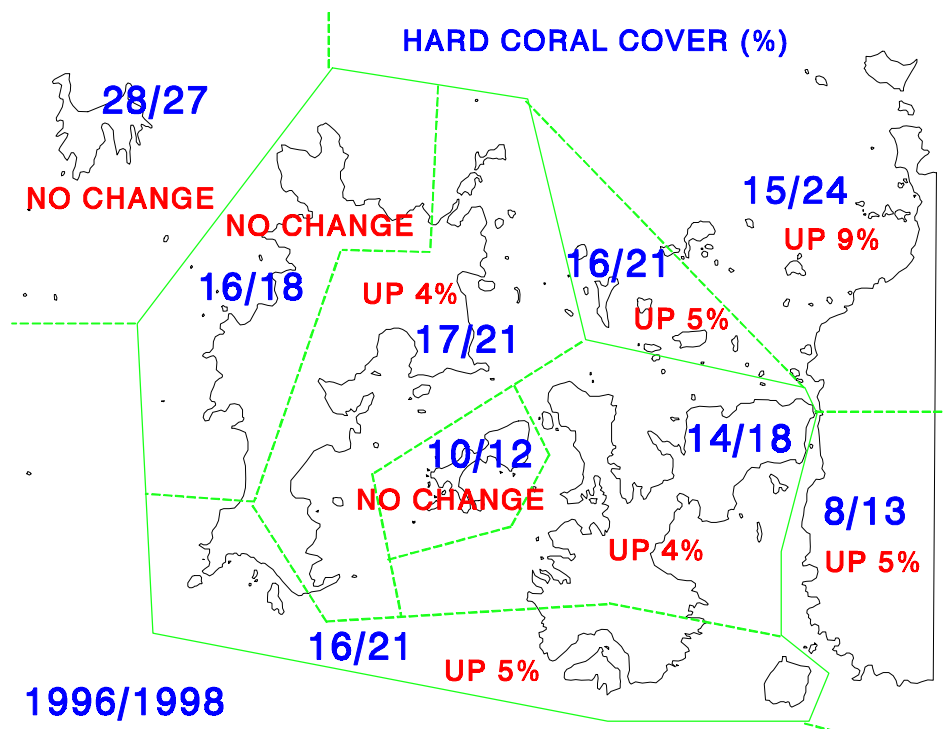 HARD CORAL COVER (%)
28/27
NO CHANGE
15/24
UP 9%
NO CHANGE
16/18
16/21
UP 5%
UP 4%
17/21
10/12
NO CHANGE
14/18
UP 4%
8/13
UP 5%
16/21
UP 5%
1996/1998